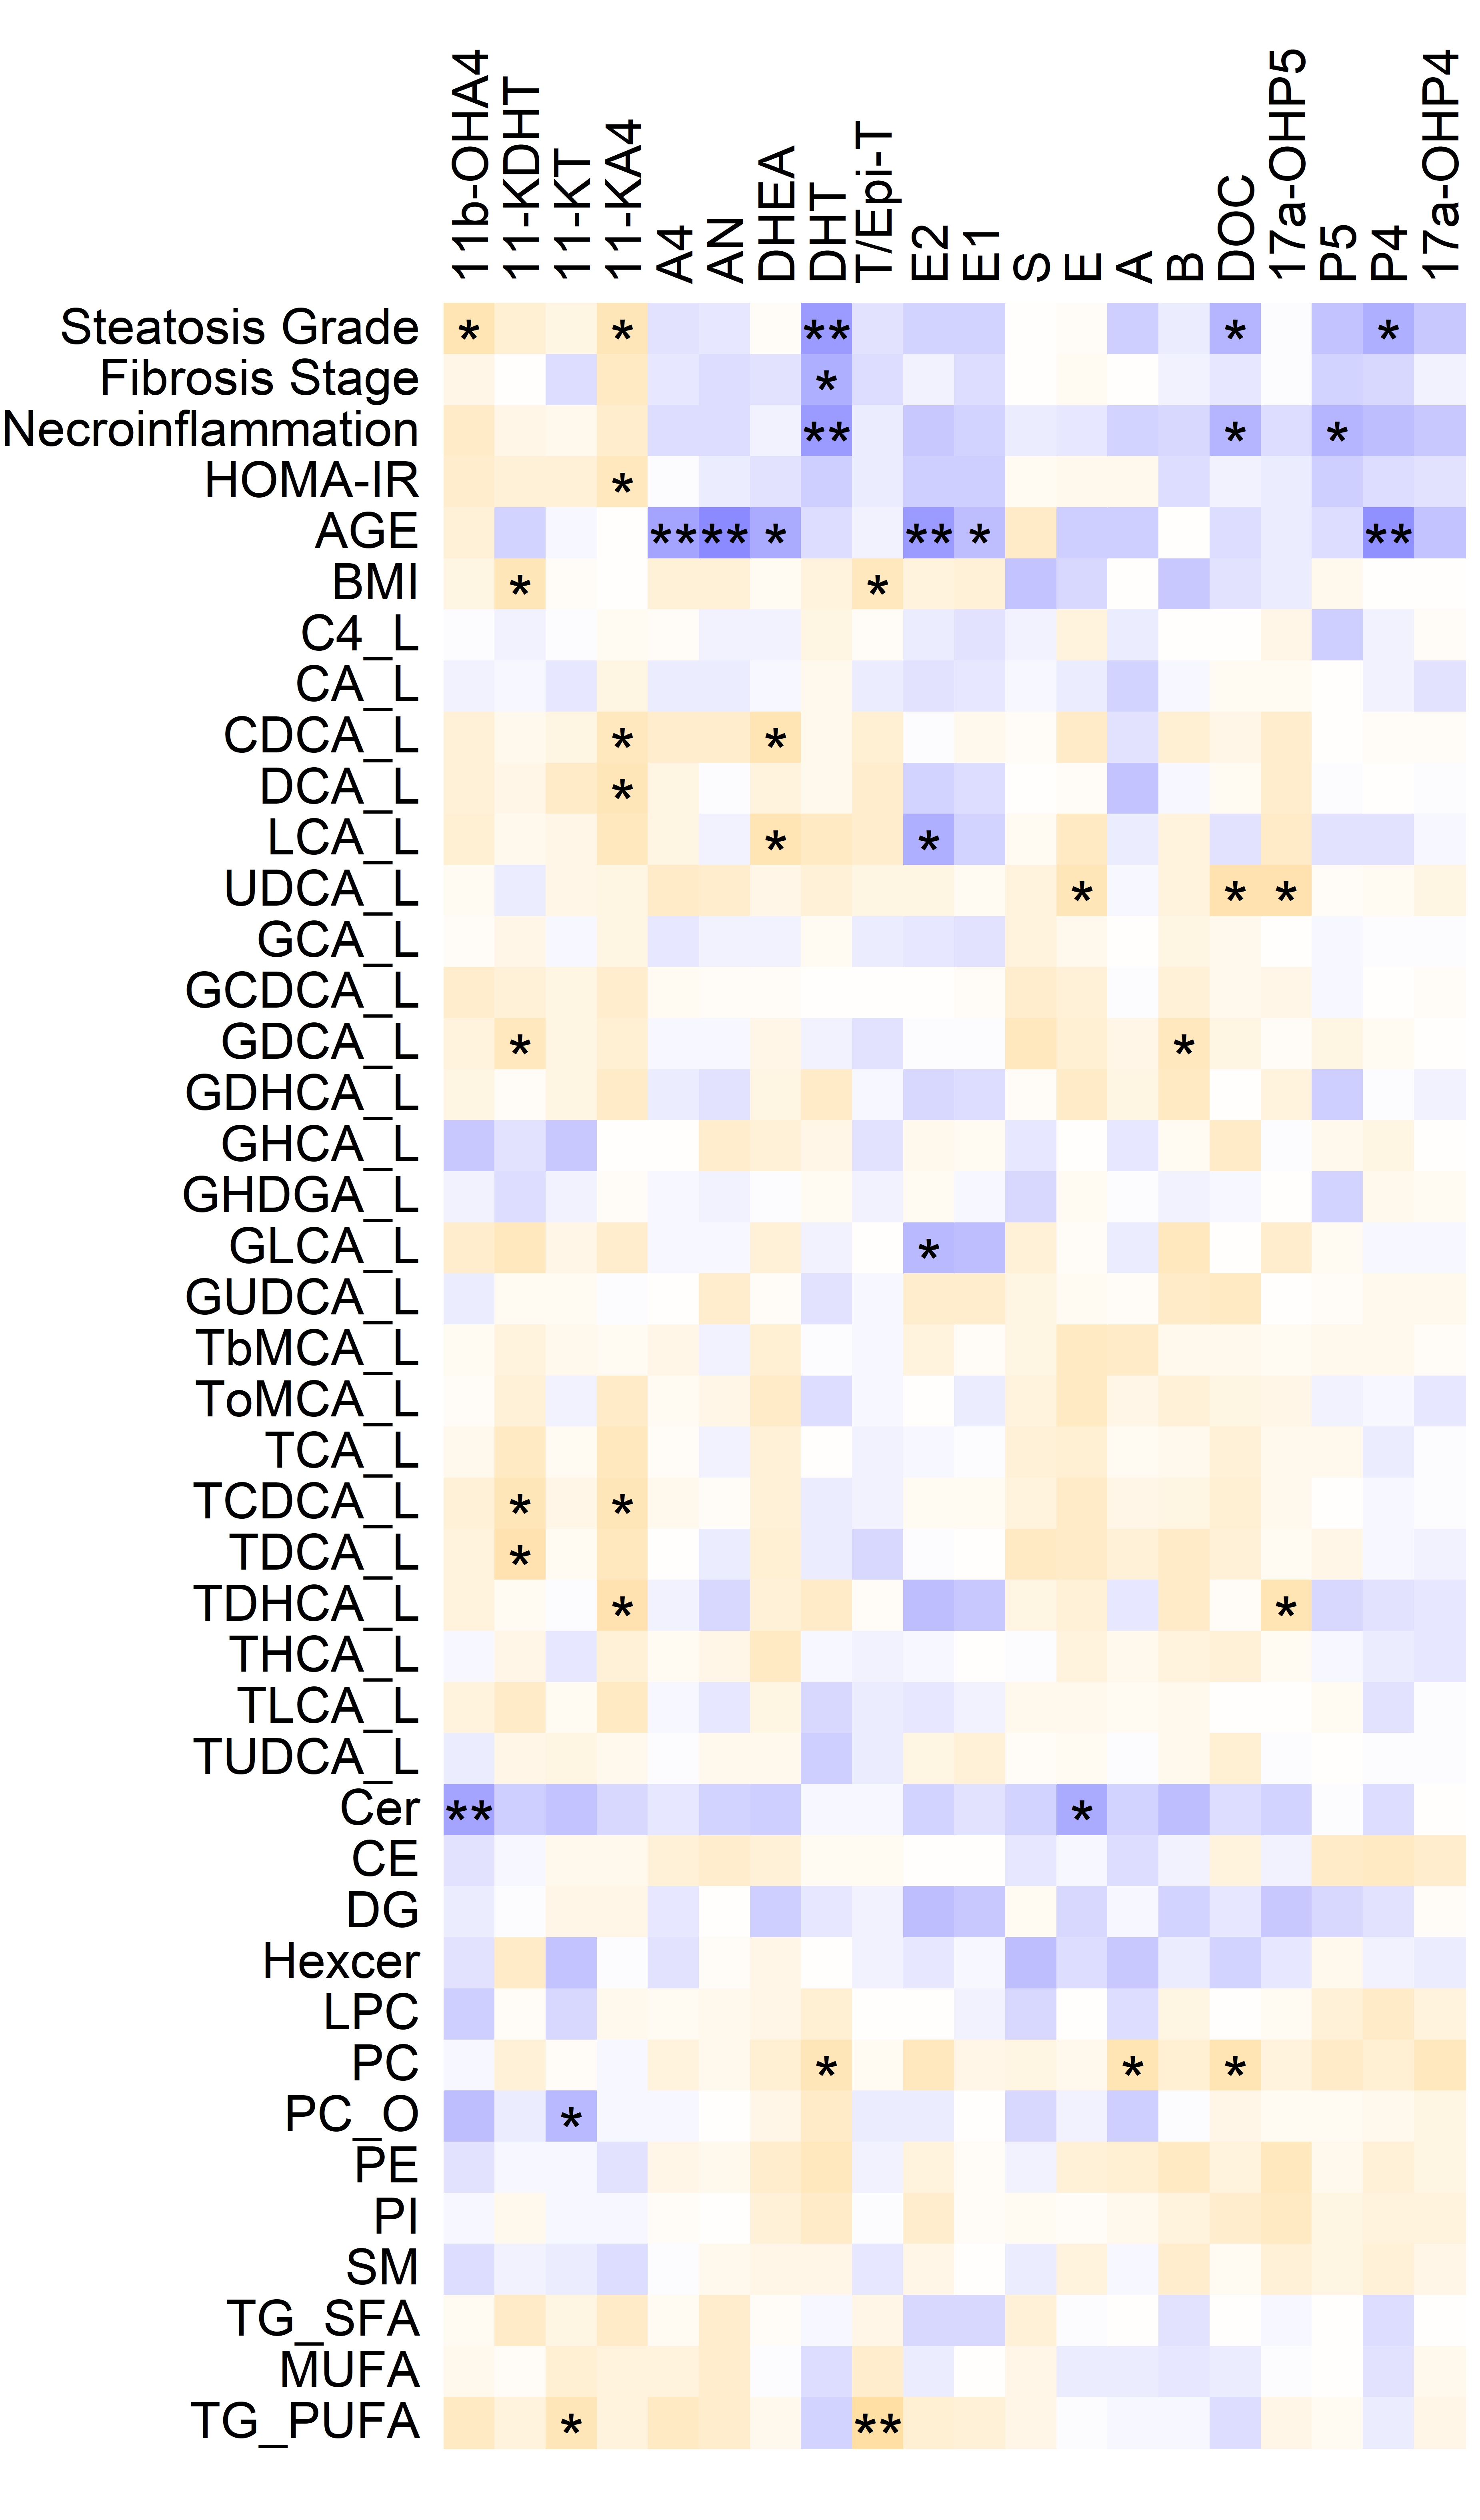 11b-OHA4 11-KDHT 11-KT 11-KA4 A4 AN DHEA DHT T/Epi-T E2 E1 S E A B DOC 17a-OHP5 P5 P4 17a-OHP4
Steatosis Grade * * ** * *
Fibrosis Stage *
Necroinflammation ** * *
HOMA-IR *
AGE ** ** * ** * **
BMI * *
C4_L
CA_L
CDCA_L * *
DCA_L *
LCA_L * *
UDCA_L * * *
GCA_L
GCDCA_L
GDCA_L * *
GDHCA_L
GHCA_L
GHDGA_L
GLCA_L *
GUDCA_L
TbMCA_L
ToMCA_L
TCA_L
TCDCA_L * *
TDCA_L *
TDHCA_L * *
THCA_L
TLCA_L
TUDCA_L
Cer ** *
CE
DG
Hexcer
LPC
PC * * *
PC_O *
PE
PI
SM
TG_SFA
MUFA
TG_PUFA * **